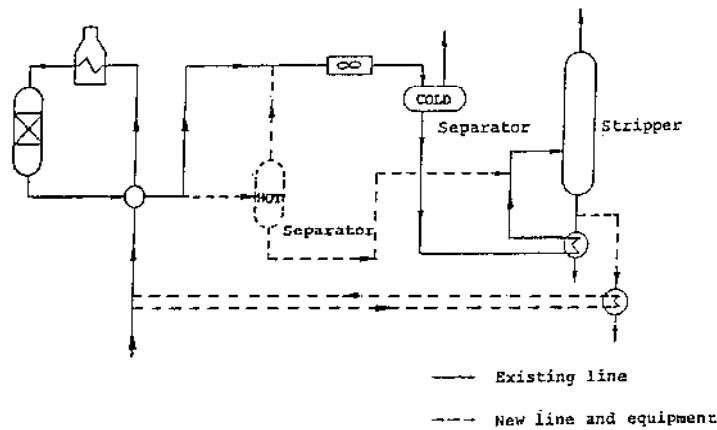 COLD
Separator
Stripper
HOT
Separator
Existing line
New line and equipment